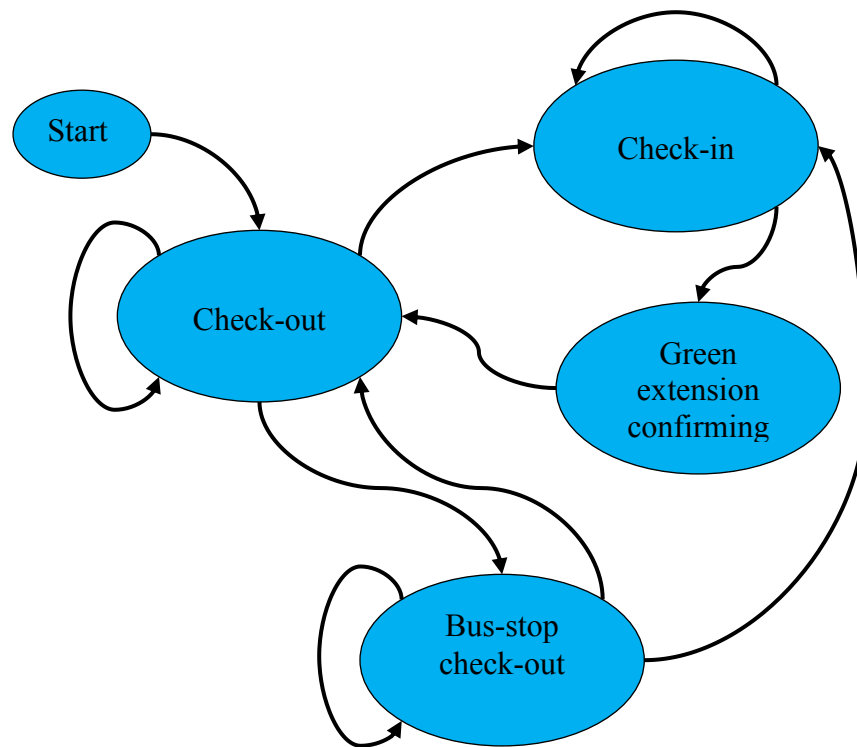 Start
Check-in
Check-out
Green
extension
confirming
Bus-stop
check-out